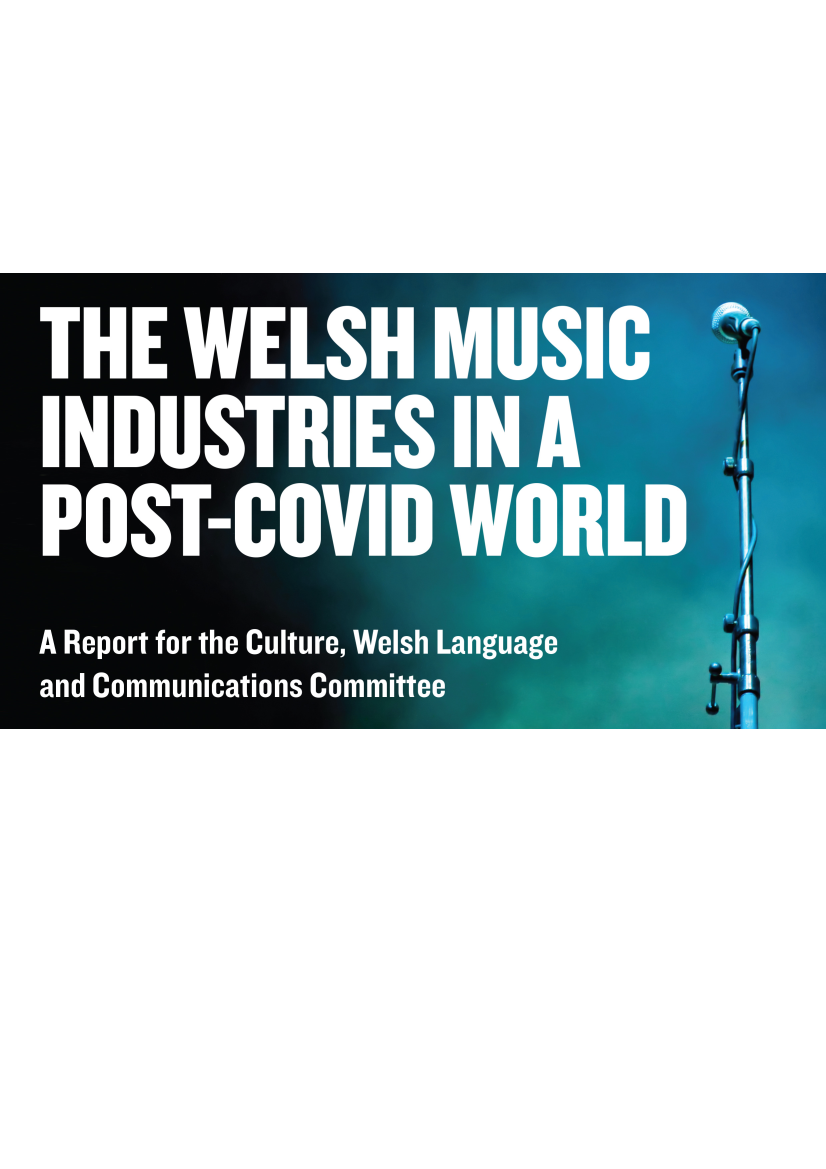 THE WELSH MUSIC
INDUSTRIES IN A
POST-COVID WORLD
A Report for the Culture, Welsh Language
and Communications Committee